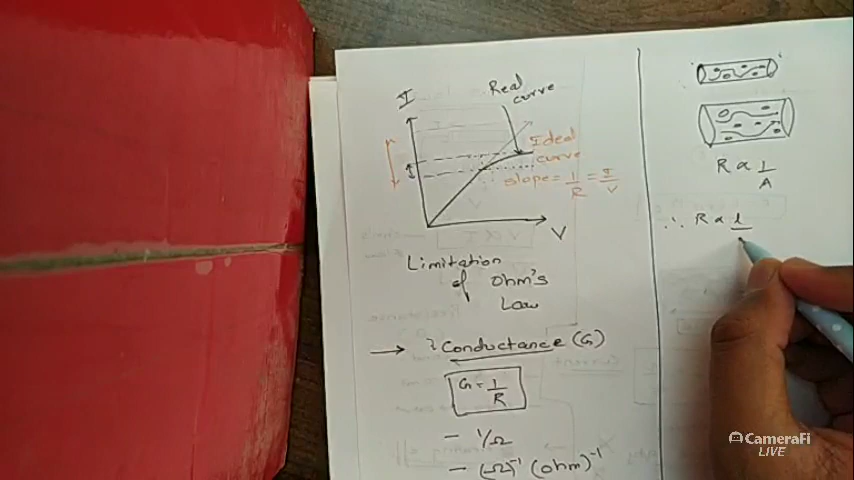 I
Real
curve
Ideal
curve
slope = 1/R = I/V
I
V
Limitation
of Ohm's
Law
→ Conductance (G)
G = 1/R
- 1/Ω
- (Ω)⁻¹ (ohm)⁻¹
R ∝ 1/A
∴ R ∝ l
CameraFi
LIVE